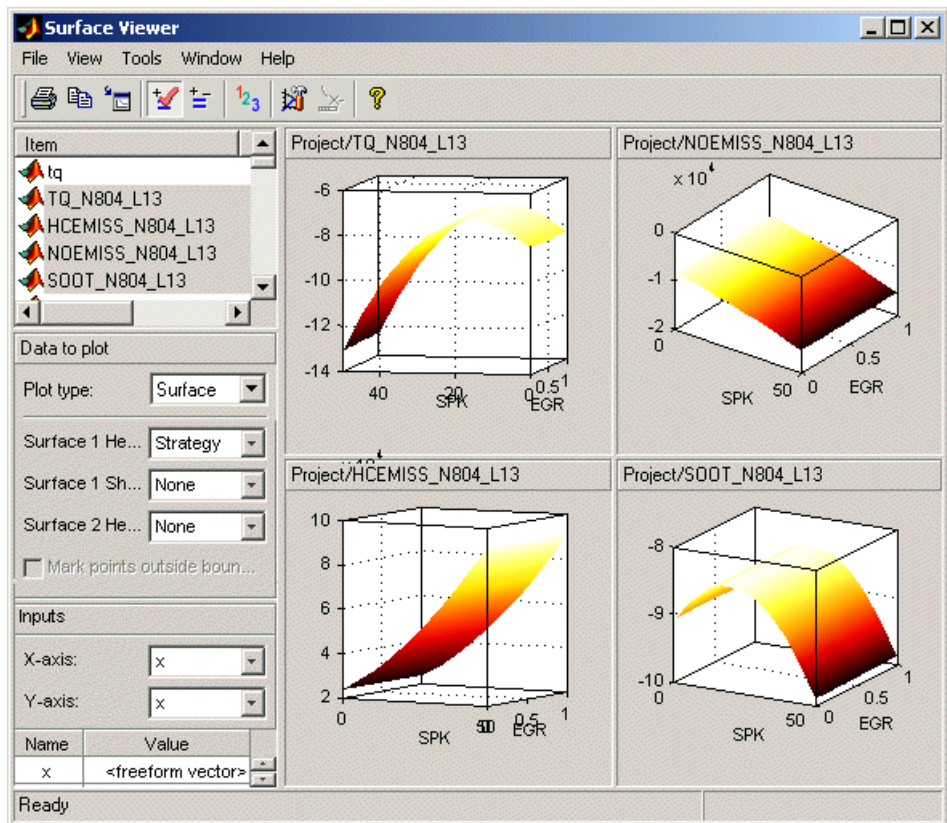 Surface Viewer
File View Tools Window Help
1 2 3
?
Item
tq
TQ_N804_L13
HCEMISS_N804_L13
NOEMISS_N804_L13
SOOT_N804_L13
Data to plot
Plot type: Surface
Surface 1 He... Strategy
Surface 1 Sh... None
Surface 2 He... None
Mark points outside boun...
Inputs
X-axis: x
Y-axis: x
Name Value
x <freeform vector>
Ready
Project/TQ_N804_L13
-6
-8
-10
-12
-14
40 20 0 0.5 1
SPK EGR
Project/NOEMISS_N804_L13
x 10
0
-1
-2
0 50 0 0.5 1
SPK EGR
Project/HCEMISS_N804_L13
10
8
6
4
2
0 50 0 0.5 1
SPK EGR
Project/SOOT_N804_L13
-8
-9
-10
0 50 0 0.5 1
SPK EGR